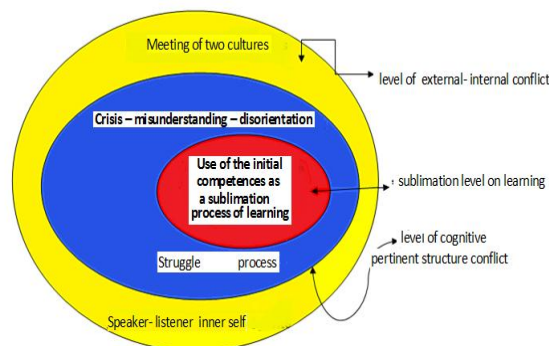 Meeting of two cultures
level of external- internal conflict
Crisis – misunderstanding – disorientation
Use of the initial
competences as
a sublimation
process of learning
sublimation level on learning
level of cognitive
pertinent structure conflict
Struggle process
Speaker- listener inner self